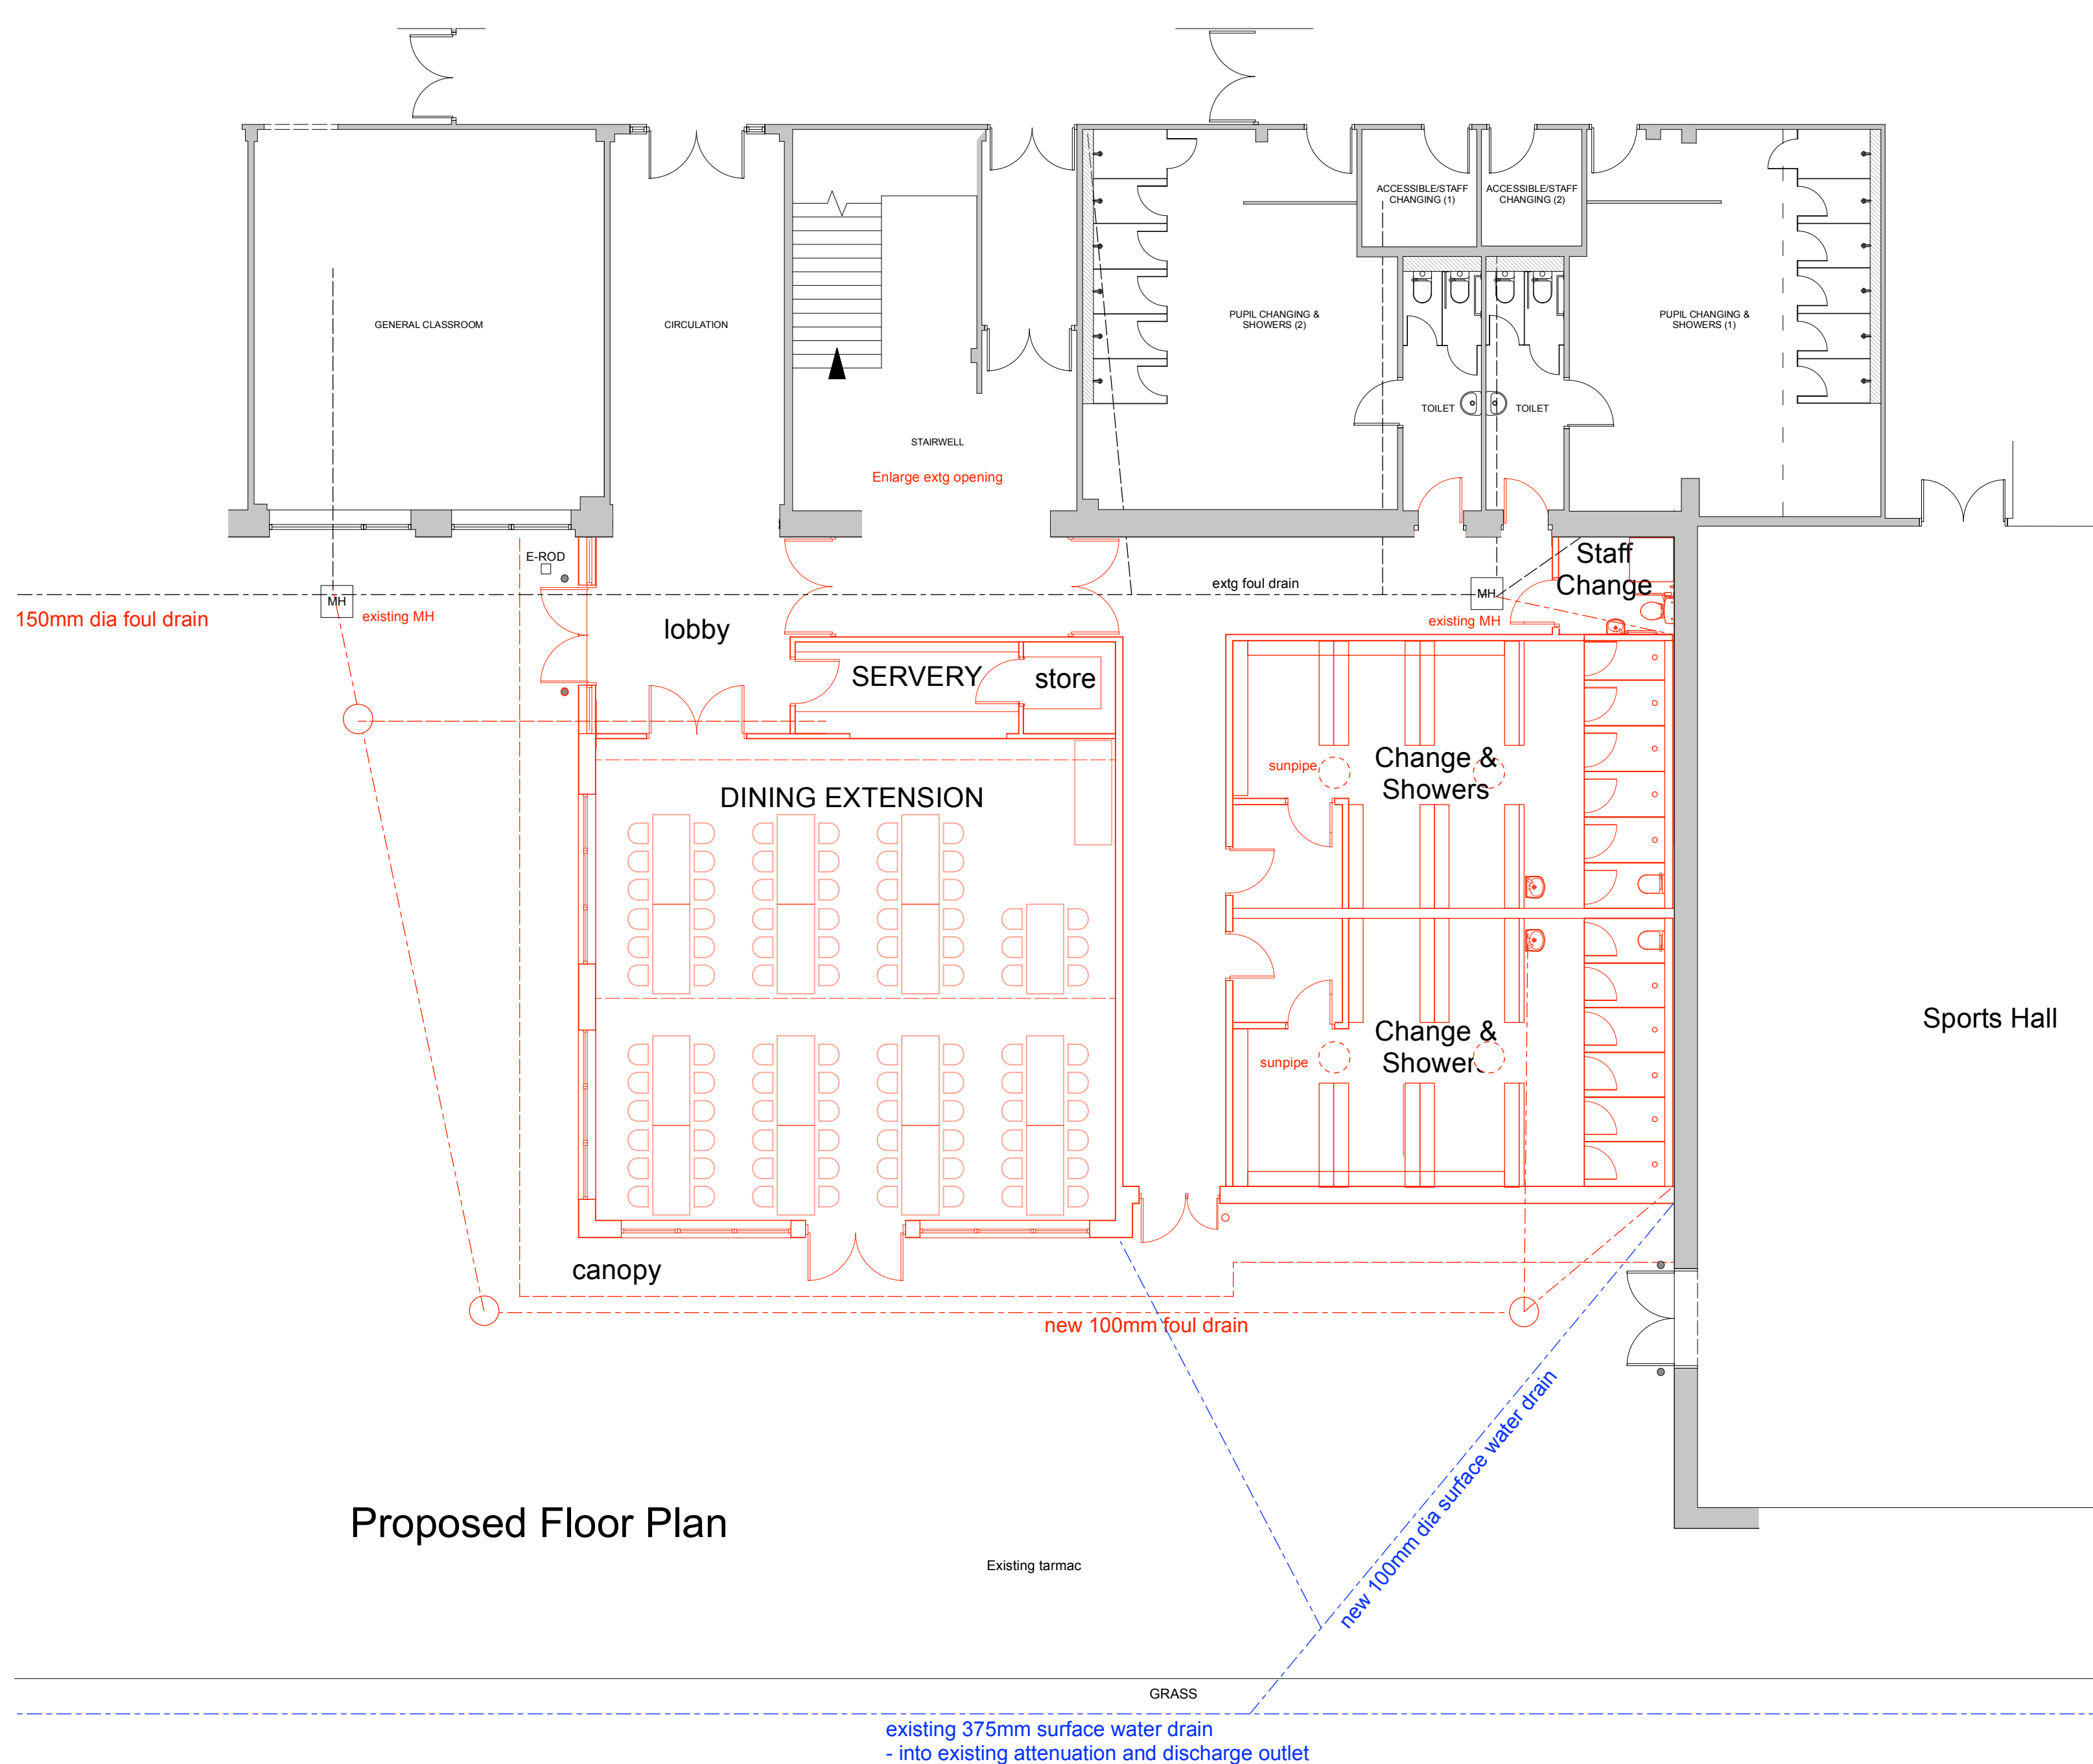 ACCESSIBLE/STAFF
CHANGING (1)
ACCESSIBLE/STAFF
CHANGING (2)
GENERAL CLASSROOM
CIRCULATION
PUPIL CHANGING &
SHOWERS (2)
PUPIL CHANGING &
SHOWERS (1)
TOILET
TOILET
STAIRWELL
Enlarge extg opening
E-ROD
Staff
Change
extg foul drain
MH
MH
150mm dia foul drain
existing MH
existing MH
lobby
SERVERY
store
sunpipe
Change &
Showers
DINING EXTENSION
Sports Hall
Change &
Shower
sunpipe
canopy
new 100mm foul drain
new 100mm dia surface water drain
Proposed Floor Plan
Existing tarmac
GRASS
existing 375mm surface water drain
- into existing attenuation and discharge outlet